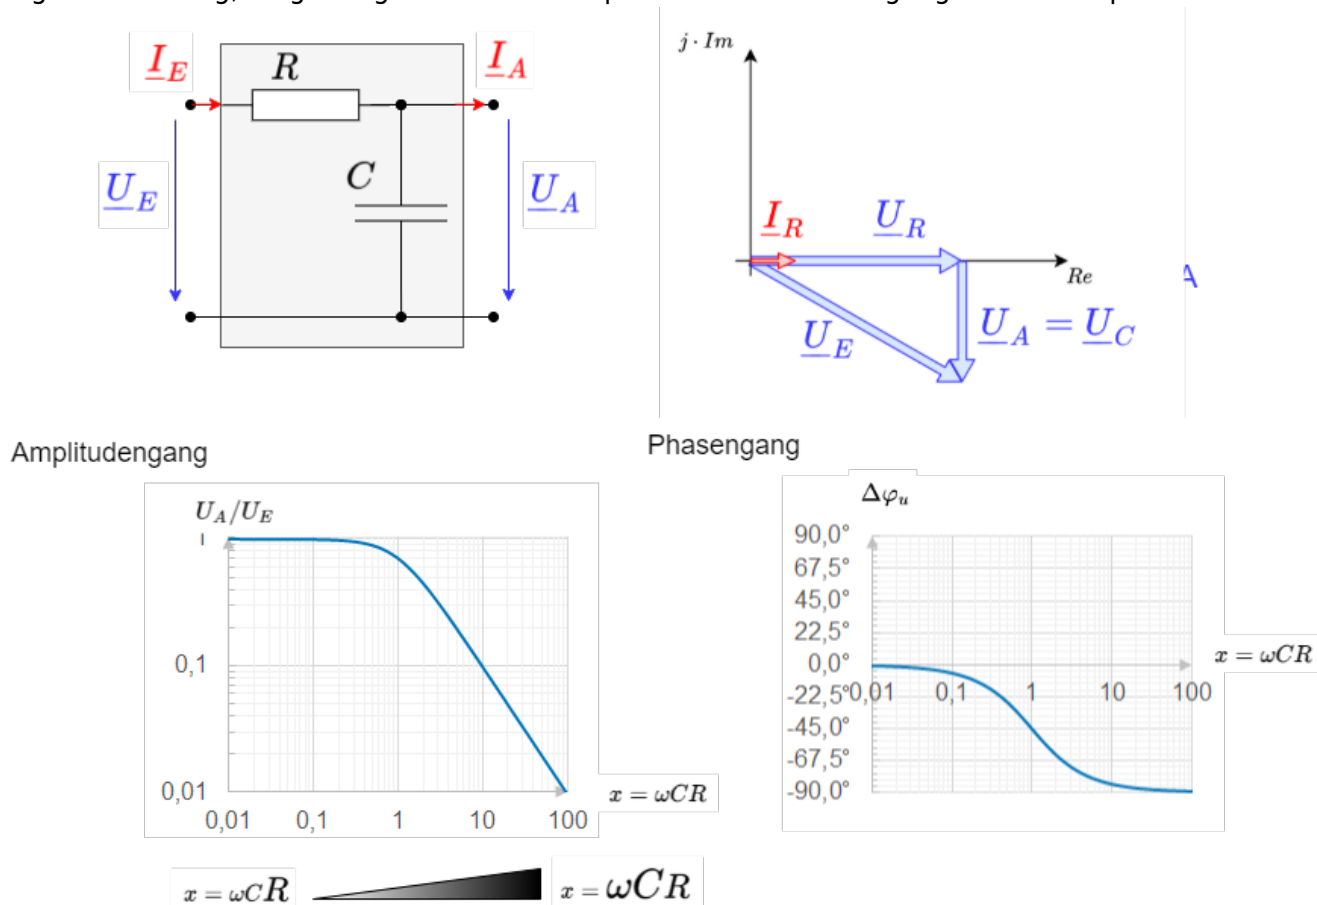 I_E
R
I_A
C
U_E
U_A
j · Im
I_R
U_R
Re
U_E
U_A = U_C
A
Amplitudengang
U_A/U_E
1
0,1
0,01
0,01 0,1 1 10 100
x = ωCR
Phasengang
Δφ_u
90,0°
67,5°
45,0°
22,5°
0,0°
-22,5°
-45,0°
-67,5°
-90,0°
0,01 0,1 1 10 100
x = ωCR
x = ωCR
x = ωCR